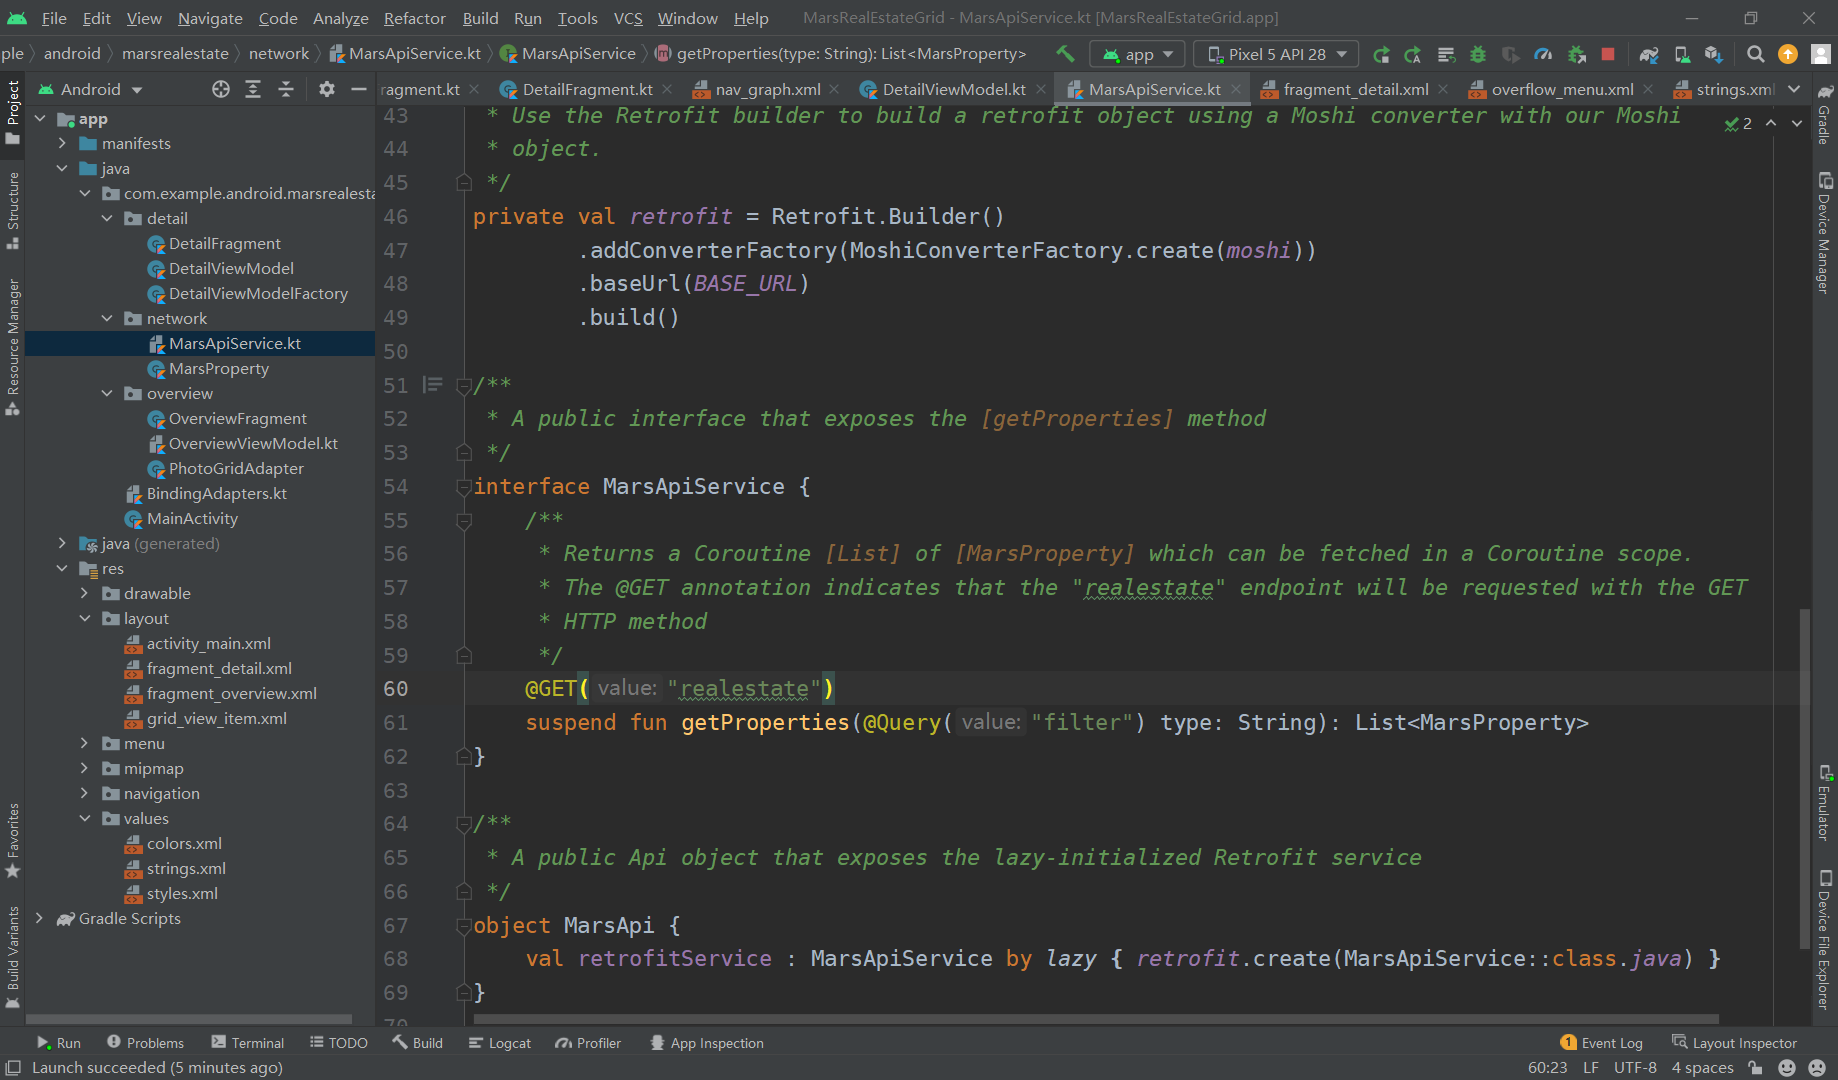 File Edit View Navigate Code Analyze Refactor Build Run Tools VCS Window Help MarsRealEstateGrid - MarsApiService.kt [MarsRealEstateGrid.app]
ple android marsrealestate network MarsApiService.kt MarsApiService getProperties(type: String): List<MarsProperty> app Pixel 5 API 28
Android
ragment.kt DetailFragment.kt nav_graph.xml DetailViewModel.kt MarsApiService.kt fragment_detail.xml overflow_menu.xml strings.xml
Project
Structure
Resource Manager
Favorites
Build Variants
app
manifests
java
com.example.android.marsrealesta
detail
DetailFragment
DetailViewModel
DetailViewModelFactory
network
MarsApiService.kt
MarsProperty
overview
OverviewFragment
OverviewViewModel.kt
PhotoGridAdapter
BindingAdapters.kt
MainActivity
java (generated)
res
drawable
layout
activity_main.xml
fragment_detail.xml
fragment_overview.xml
grid_view_item.xml
menu
mipmap
navigation
values
colors.xml
strings.xml
styles.xml
Gradle Scripts
2
43 * Use the Retrofit builder to build a retrofit object using a Moshi converter with our Moshi
44 * object.
45 */
46 private val retrofit = Retrofit.Builder()
47 .addConverterFactory(MoshiConverterFactory.create(moshi))
48 .baseUrl(BASE_URL)
49 .build()
50
51 /**
52 * A public interface that exposes the [getProperties] method
53 */
54 interface MarsApiService {
55 /**
56 * Returns a Coroutine [List] of [MarsProperty] which can be fetched in a Coroutine scope.
57 * The @GET annotation indicates that the "realestate" endpoint will be requested with the GET
58 * HTTP method
59 */
60 @GET( value: "realestate")
61 suspend fun getProperties(@Query( value: "filter") type: String): List<MarsProperty>
62 }
63
64 /**
65 * A public Api object that exposes the lazy-initialized Retrofit service
66 */
67 object MarsApi {
68 val retrofitService : MarsApiService by lazy { retrofit.create(MarsApiService::class.java) }
69 }
70
Gradle
Device Manager
Emulator
Device File Explorer
Run Problems Terminal TODO Build Logcat Profiler App Inspection 1 Event Log Layout Inspector
Launch succeeded (5 minutes ago) 60:23 LF UTF-8 4 spaces